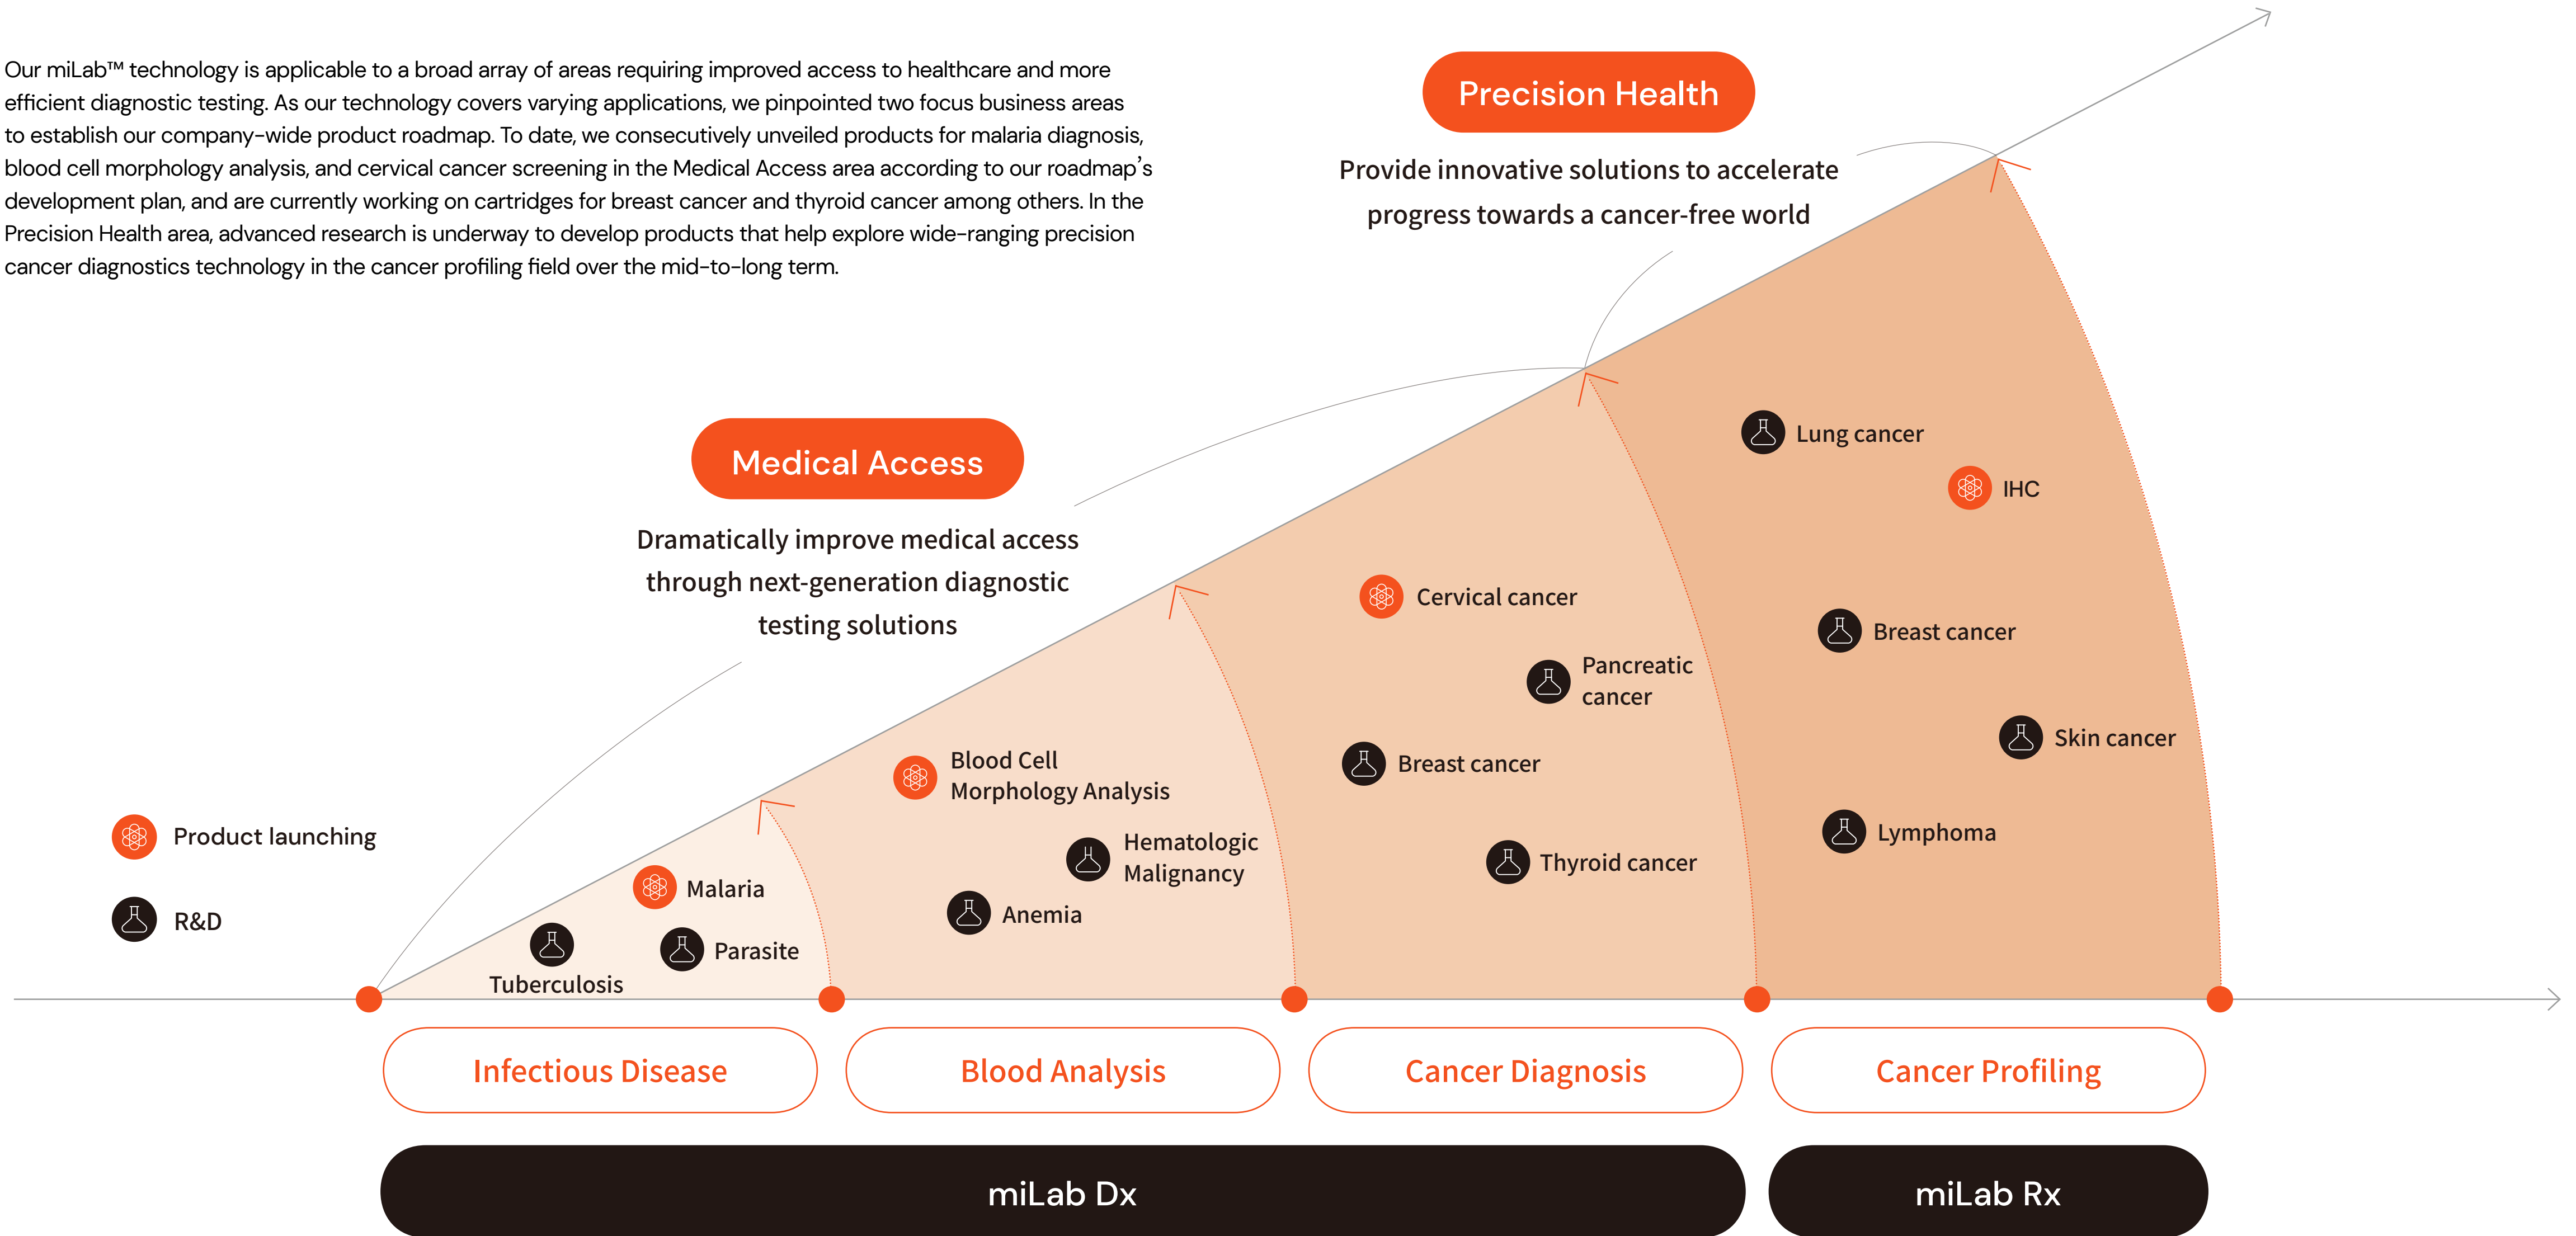 Our miLab™ technology is applicable to a broad array of areas requiring improved access to healthcare and more
efficient diagnostic testing. As our technology covers varying applications, we pinpointed two focus business areas
to establish our company-wide product roadmap. To date, we consecutively unveiled products for malaria diagnosis,
blood cell morphology analysis, and cervical cancer screening in the Medical Access area according to our roadmap’s
development plan, and are currently working on cartridges for breast cancer and thyroid cancer among others. In the
Precision Health area, advanced research is underway to develop products that help explore wide-ranging precision
cancer diagnostics technology in the cancer profiling field over the mid-to-long term.
Precision Health
Provide innovative solutions to accelerate
progress towards a cancer-free world
Medical Access
Dramatically improve medical access
through next-generation diagnostic
testing solutions
Product launching
R&D
Malaria
Tuberculosis
Parasite
Blood Cell
Morphology Analysis
Hematologic
Malignancy
Anemia
Cervical cancer
Pancreatic
cancer
Breast cancer
Thyroid cancer
Lung cancer
IHC
Breast cancer
Skin cancer
Lymphoma
Infectious Disease
Blood Analysis
Cancer Diagnosis
Cancer Profiling
miLab Dx
miLab Rx